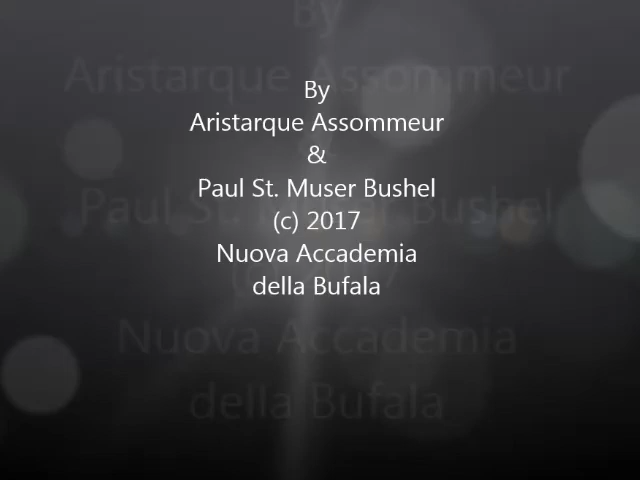 By
Aristarque Assommeur
&
Paul St. Muser Bushel
(c) 2017
Nuova Accademia
della Bufala